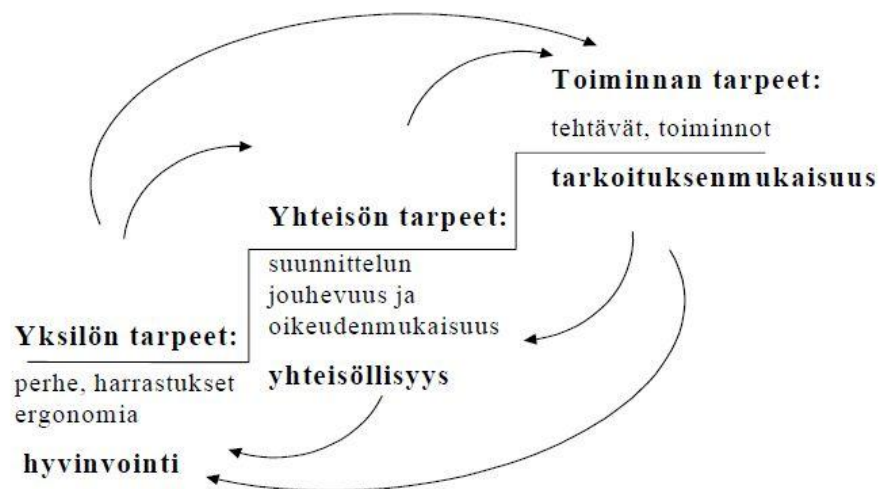 Toiminnan tarpeet:
tehtävät, toiminnot
tarkoituksenmukaisuus
Yhteisön tarpeet:
suunnittelun
jouhevuus ja
oikeudenmukaisuus
yhteisöllisyys
Yksilön tarpeet:
perhe, harrastukset
ergonomia
hyvinvointi